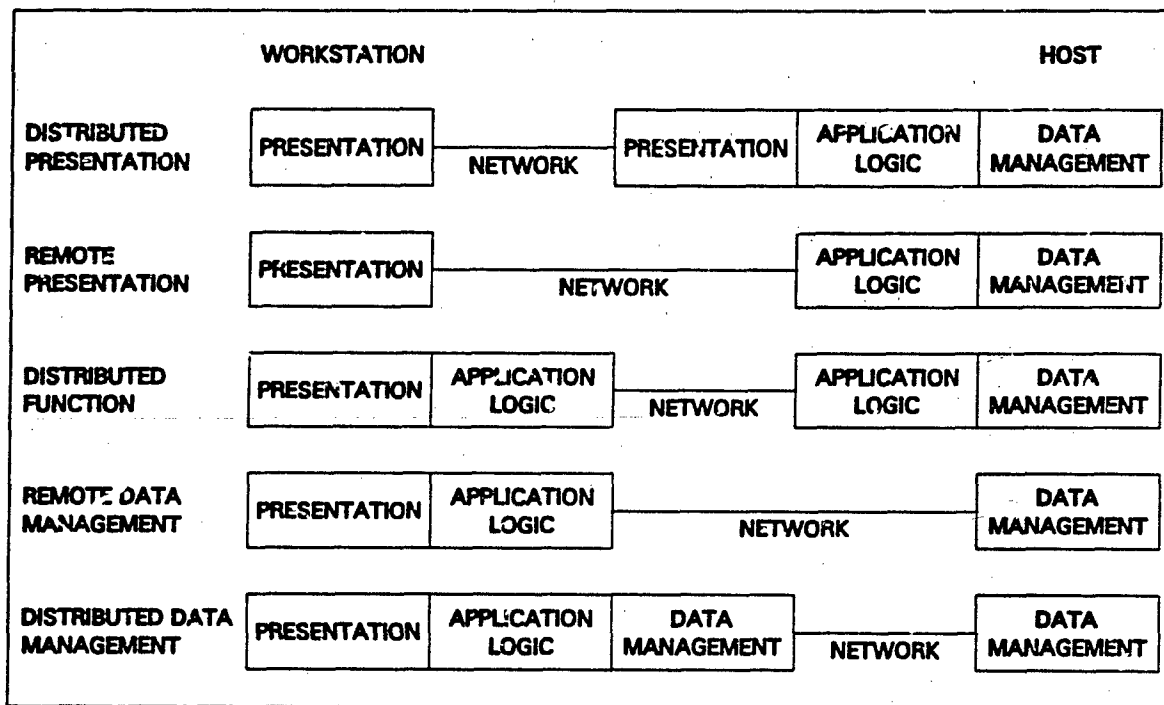 WORKSTATION HOST
DISTRIBUTED
PRESENTATION
PRESENTATION
NETWORK
PRESENTATION
APPLICATION
LOGIC
DATA
MANAGEMENT
REMOTE
PRESENTATION
PRESENTATION
NETWORK
APPLICATION
LOGIC
DATA
MANAGEMENT
DISTRIBUTED
FUNCTION
PRESENTATION
APPLICATION
LOGIC
NETWORK
APPLICATION
LOGIC
DATA
MANAGEMENT
REMOTE DATA
MANAGEMENT
PRESENTATION
APPLICATION
LOGIC
NETWORK
DATA
MANAGEMENT
DISTRIBUTED DATA
MANAGEMENT
PRESENTATION
APPLICATION
LOGIC
DATA
MANAGEMENT
NETWORK
DATA
MANAGEMENT